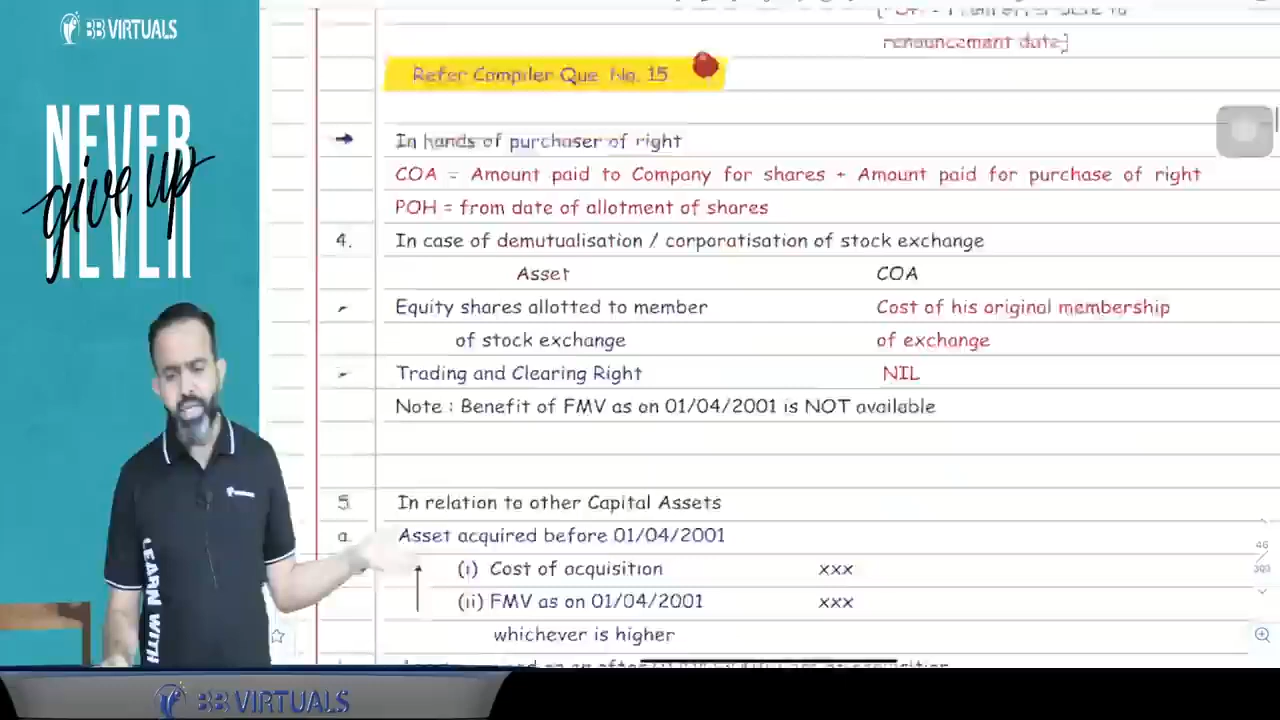 BB VIRTUALS
NEVER
give up
NEVER
LEARN WITH
renouncement date]
Refer Compiler Que. No. 15
In hands of purchaser of right
COA = Amount paid to Company for shares + Amount paid for purchase of right
POH = from date of allotment of shares
4. In case of demutualisation / corporatisation of stock exchange
Asset COA
Equity shares allotted to member Cost of his original membership
of stock exchange of exchange
Trading and Clearing Right NIL
Note : Benefit of FMV as on 01/04/2001 is NOT available
5. In relation to other Capital Assets
a. Asset acquired before 01/04/2001
(i) Cost of acquisition xxx
(ii) FMV as on 01/04/2001 xxx
whichever is higher
46
303
BB VIRTUALS